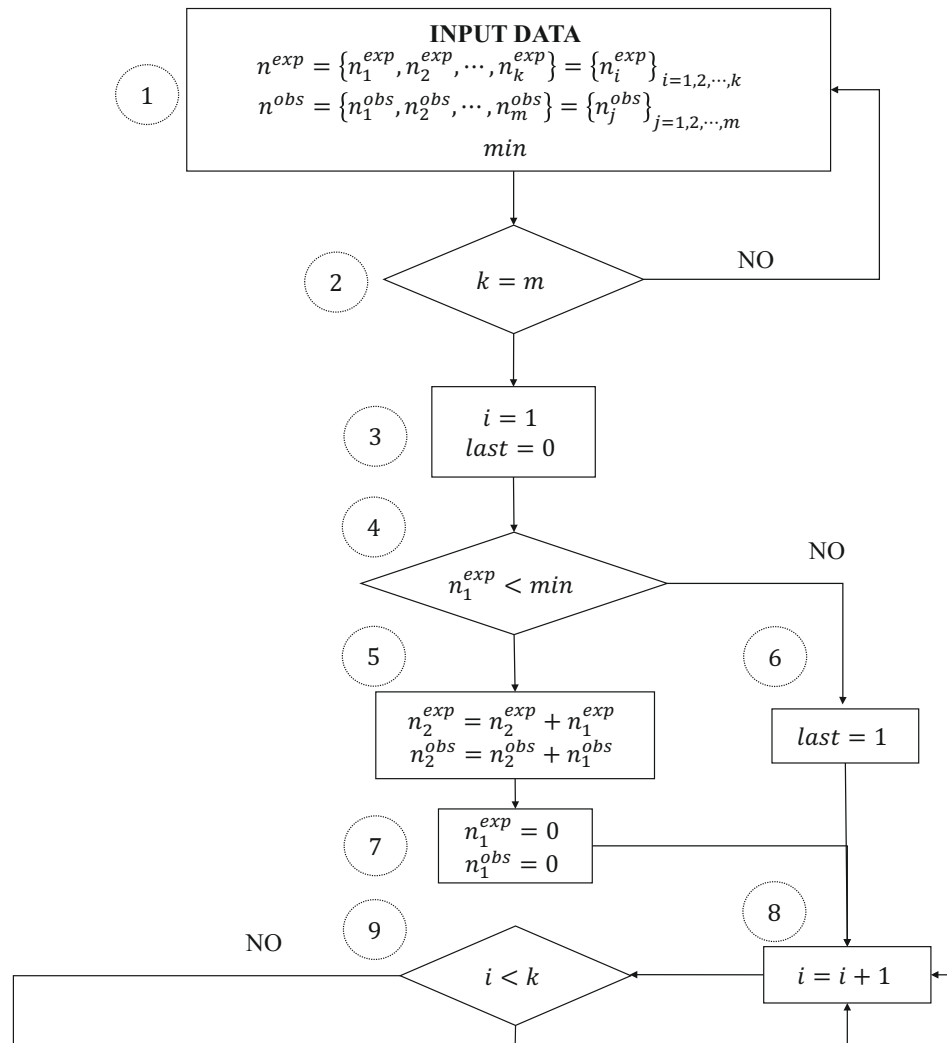 INPUT DATA
n^{exp} = {n_1^{exp}, n_2^{exp}, ⋯, n_k^{exp}} = {n_i^{exp}}_{i=1,2,⋯,k}
1
n^{obs} = {n_1^{obs}, n_2^{obs}, ⋯, n_m^{obs}} = {n_j^{obs}}_{j=1,2,⋯,m}
min
NO
2
k = m
i = 1
3
last = 0
4
NO
n_1^{exp} < min
5
6
n_2^{exp} = n_2^{exp} + n_1^{exp}
n_2^{obs} = n_2^{obs} + n_1^{obs}
last = 1
n_1^{exp} = 0
7
n_1^{obs} = 0
8
9
NO
i < k
i = i + 1